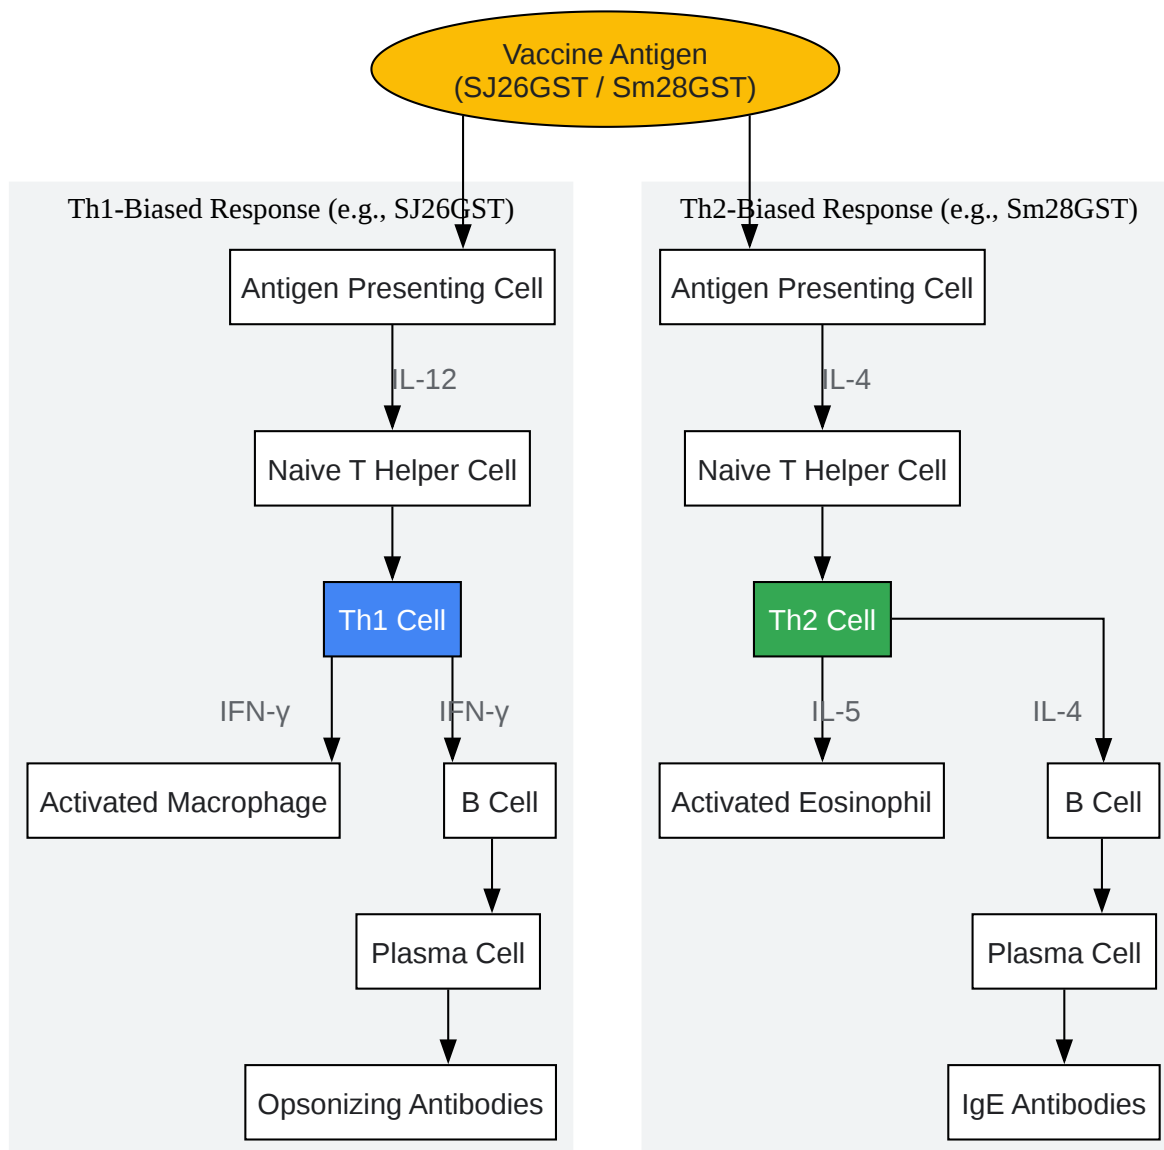 Vaccine Antigen
(SJ26GST / Sm28GST)
Th1-Biased Response (e.g., SJ26GST)
Antigen Presenting Cell
IL-12
Naive T Helper Cell
Th1 Cell
IFN-γ
IFN-γ
Activated Macrophage
B Cell
Plasma Cell
Opsonizing Antibodies
Th2-Biased Response (e.g., Sm28GST)
Antigen Presenting Cell
IL-4
Naive T Helper Cell
Th2 Cell
IL-5
IL-4
Activated Eosinophil
B Cell
Plasma Cell
IgE Antibodies